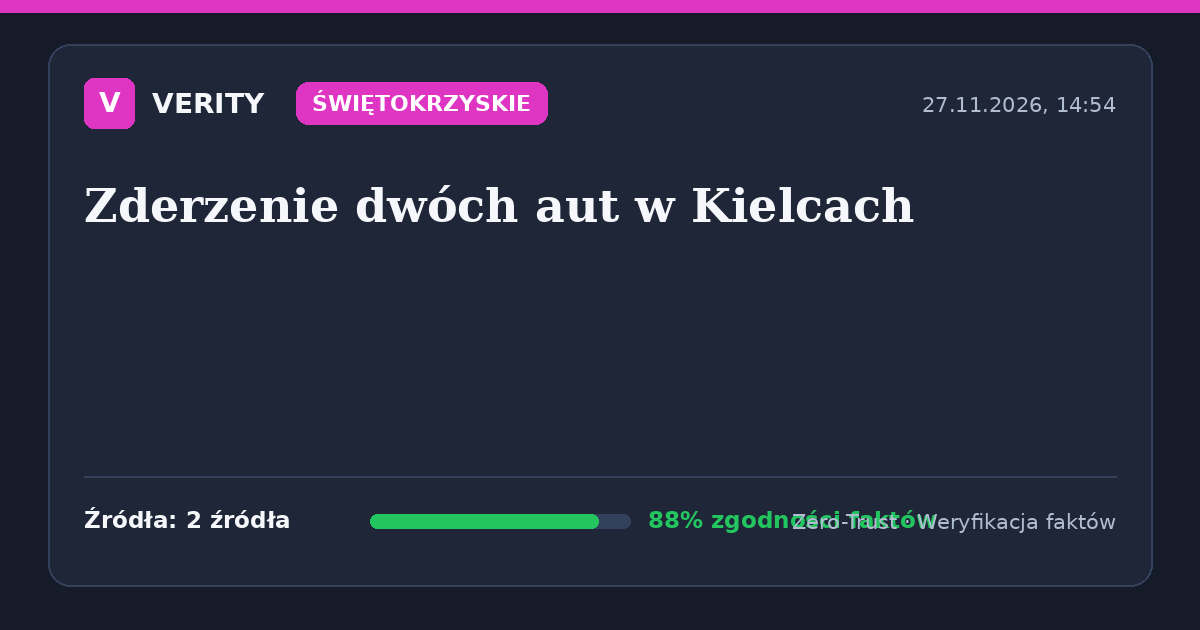 V VERITY ŚWIĘTOKRZYSKIE 27.11.2026, 14:54
Zderzenie dwóch aut w Kielcach
Źródła: 2 źródła 88% zgodności faktów Zero-Trust · Weryfikacja faktów